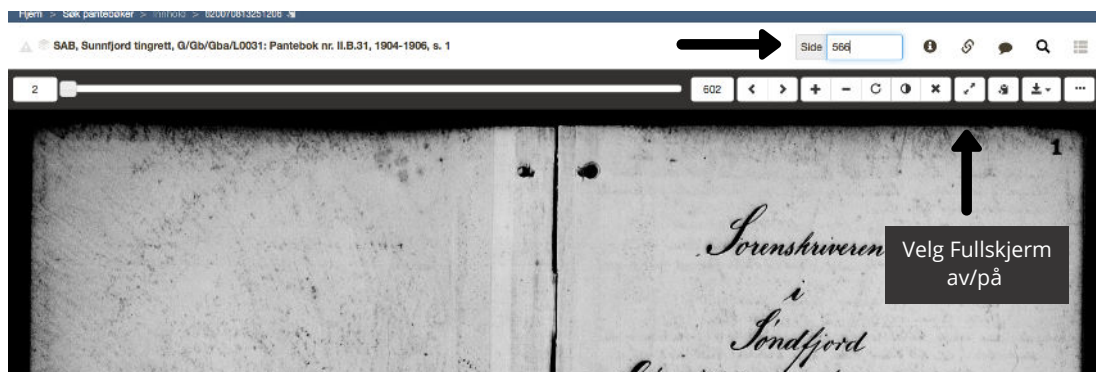 Hjem > Søk pantebøker > Innhold > 620070813251206
SAB, Sunnfjord tingrett, G/Gb/Gba/L0031: Pantebok nr. II.B.31, 1904-1906, s. 1
Side 566
2
602
1
Sorenskriveren
i
Søndfjord
Velg Fullskjerm
av/på